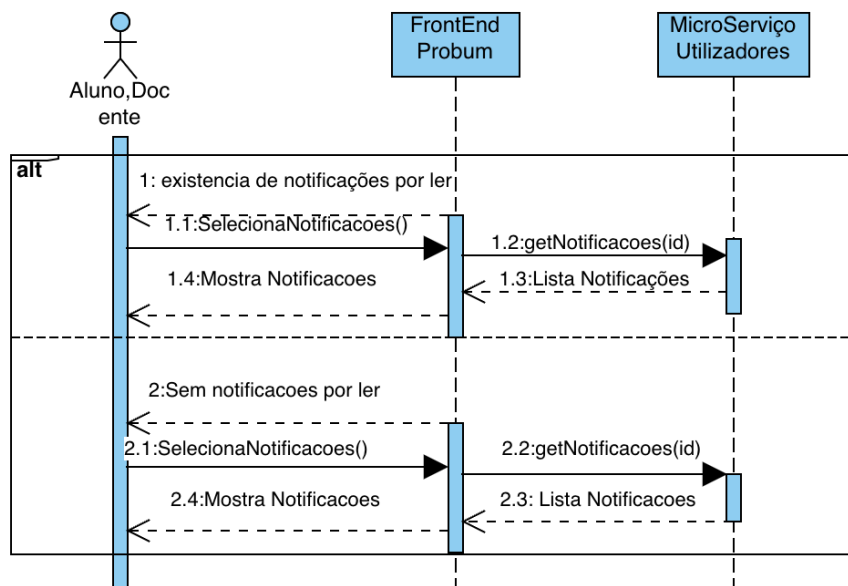 Aluno,Doc
ente
FrontEnd
Probum
MicroServiço
Utilizadores
alt
1: existencia de notificações por ler
1.1:SelecionaNotificacoes()
1.2:getNotificacoes(id)
1.3:Lista Notificações
1.4:Mostra Notificacoes
2:Sem notificacoes por ler
2.1:SelecionaNotificacoes()
2.2:getNotificacoes(id)
2.3: Lista Notificacoes
2.4:Mostra Notificacoes